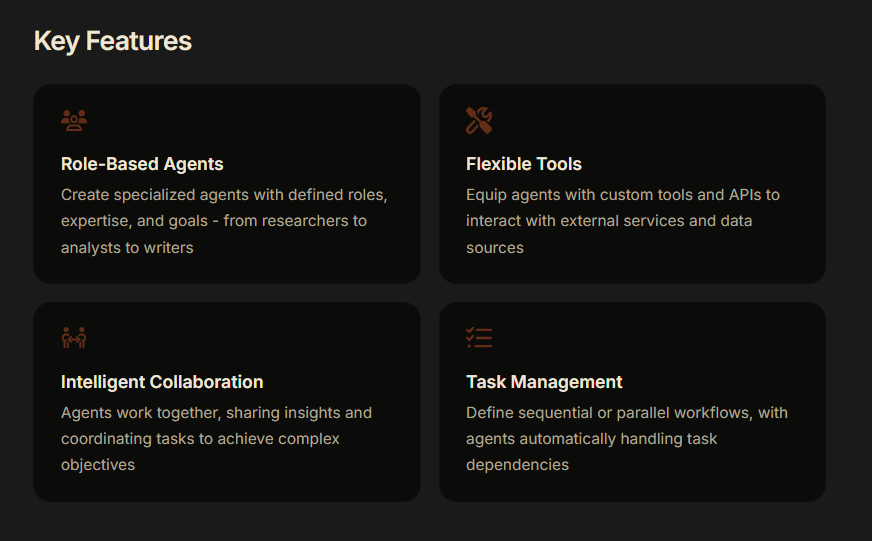 Key Features
Role-Based Agents
Create specialized agents with defined roles,
expertise, and goals - from researchers to
analysts to writers
Flexible Tools
Equip agents with custom tools and APIs to
interact with external services and data
sources
Intelligent Collaboration
Agents work together, sharing insights and
coordinating tasks to achieve complex
objectives
Task Management
Define sequential or parallel workflows, with
agents automatically handling task
dependencies